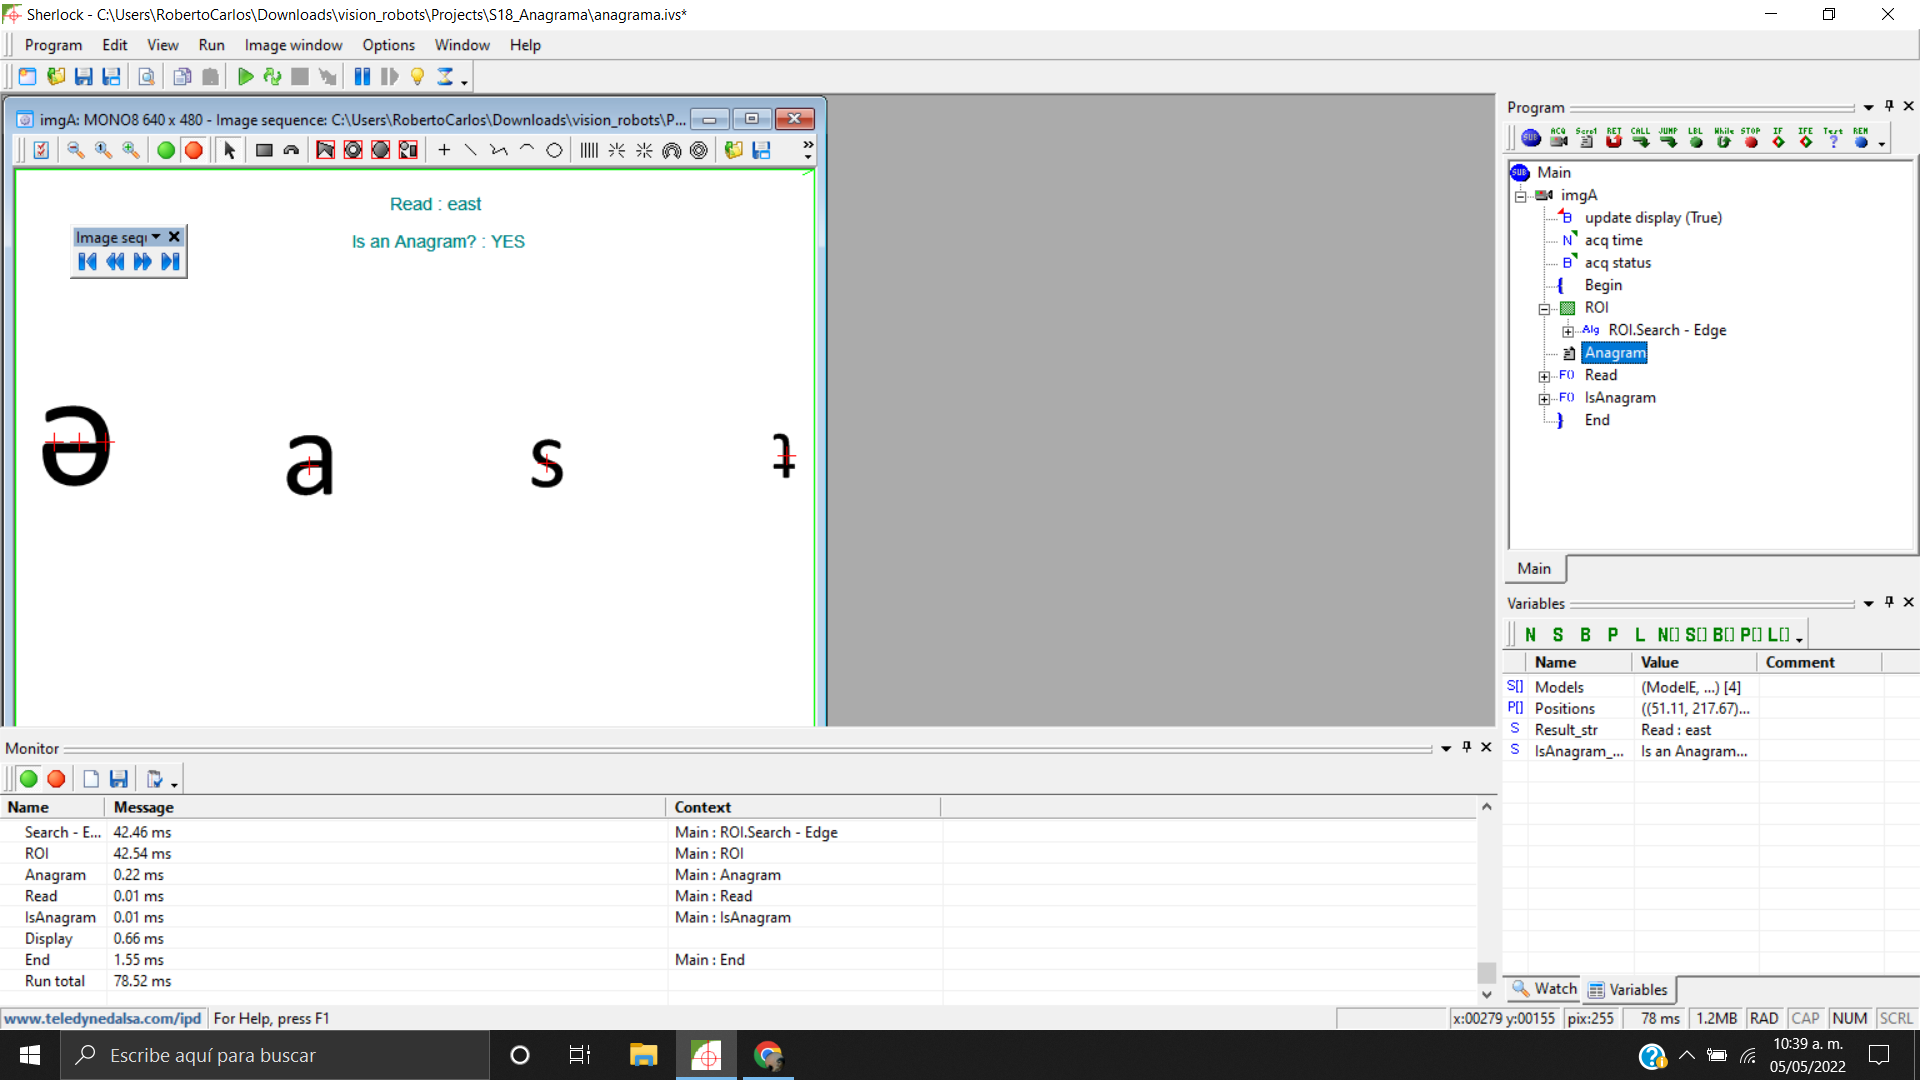 Sherlock - C:\Users\RobertoCarlos\Downloads\vision_robots\Projects\S18_Anagrama\anagrama.ivs*
Program Edit View Run Image window Options Window Help
imgA: MONO8 640 x 480 - Image sequence: C:\Users\RobertoCarlos\Downloads\vision_robots\P...
Read : east
Is an Anagram? : YES
Image seqı
ə a s ʇ
Program
SUB ACQ Script RET CALL JUMP LBL While STOP IF IFE Test REM
SUB Main
imgA
B update display (True)
N acq time
B acq status
{ Begin
ROI
Alg ROI.Search - Edge
Anagram
F() Read
F() IsAnagram
} End
Main
Variables
N S B P L N[] S[] B[] P[] L[]
Name Value Comment
S[] Models (ModelE, ...) [4]
P[] Positions ((51.11, 217.67)...
S Result_str Read : east
S IsAnagram_... Is an Anagram...
Watch Variables
Monitor
Name Message Context
Search - E... 42.46 ms Main : ROI.Search - Edge
ROI 42.54 ms Main : ROI
Anagram 0.22 ms Main : Anagram
Read 0.01 ms Main : Read
IsAnagram 0.01 ms Main : IsAnagram
Display 0.66 ms
End 1.55 ms Main : End
Run total 78.52 ms
www.teledynedalsa.com/ipd For Help, press F1
x:00279 y:00155 pix:255 78 ms 1.2MB RAD CAP NUM SCRL
Escribe aquí para buscar
10:39 a. m.
05/05/2022